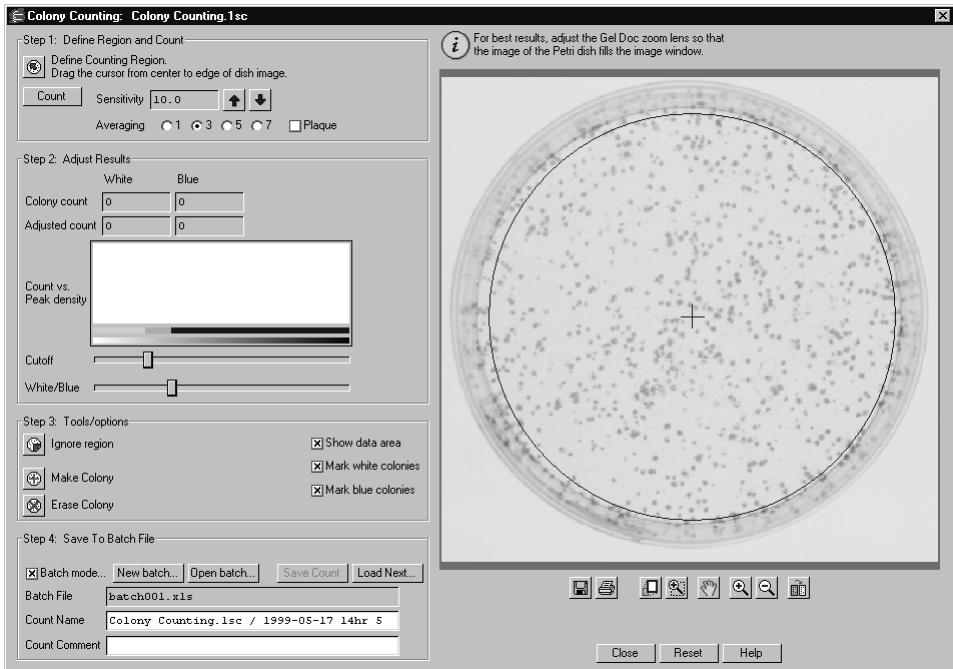 Colony Counting: Colony Counting.1sc
Step 1: Define Region and Count
Define Counting Region.
Drag the cursor from center to edge of dish image.
Count
Sensitivity 10.0
Averaging 1 3 5 7 Plaque
Step 2: Adjust Results
White Blue
Colony count 0 0
Adjusted count 0 0
Count vs.
Peak density
Cutoff
White/Blue
Step 3: Tools/options
Ignore region
Show data area
Make Colony
Mark white colonies
Erase Colony
Mark blue colonies
Step 4: Save To Batch File
Batch mode... New batch... Open batch... Save Count Load Next...
Batch File batch001.xls
Count Name Colony Counting.1sc / 1999-05-17 14hr 5
Count Comment
i
For best results, adjust the Gel Doc zoom lens so that
the image of the Petri dish fills the image window.
Close Reset Help